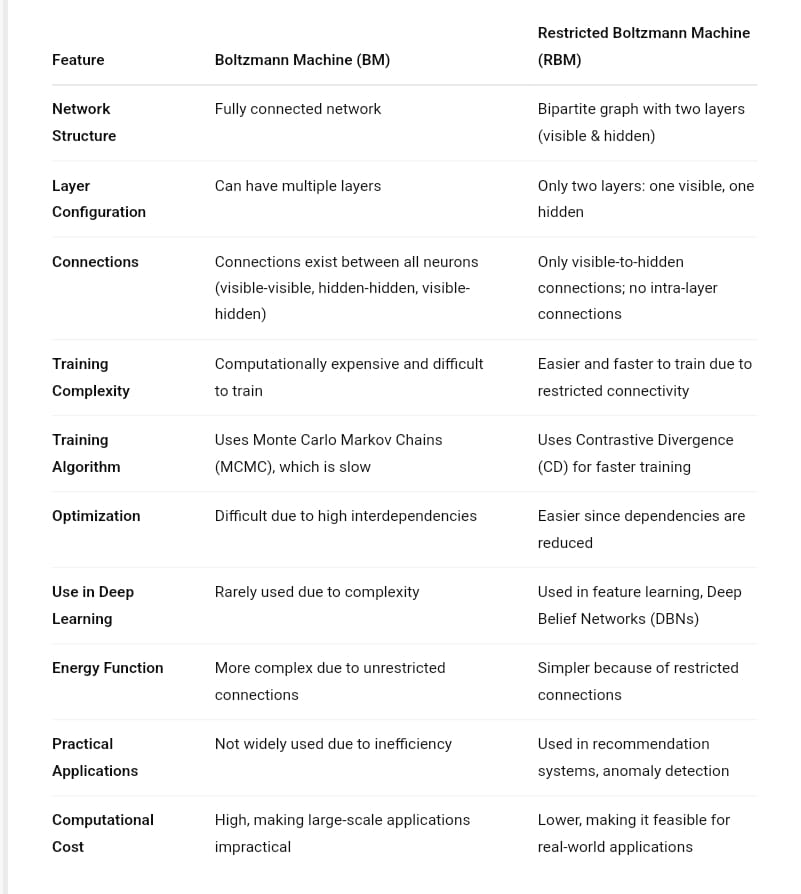 Feature Boltzmann Machine (BM) Restricted Boltzmann Machine
(RBM)
Network Fully connected network Bipartite graph with two layers
Structure (visible & hidden)
Layer Can have multiple layers Only two layers: one visible, one
Configuration hidden
Connections Connections exist between all neurons Only visible-to-hidden
(visible-visible, hidden-hidden, visible- connections; no intra-layer
hidden) connections
Training Computationally expensive and difficult Easier and faster to train due to
Complexity to train restricted connectivity
Training Uses Monte Carlo Markov Chains Uses Contrastive Divergence
Algorithm (MCMC), which is slow (CD) for faster training
Optimization Difficult due to high interdependencies Easier since dependencies are
reduced
Use in Deep Rarely used due to complexity Used in feature learning, Deep
Learning Belief Networks (DBNs)
Energy Function More complex due to unrestricted Simpler because of restricted
connections connections
Practical Not widely used due to inefficiency Used in recommendation
Applications systems, anomaly detection
Computational High, making large-scale applications Lower, making it feasible for
Cost impractical real-world applications